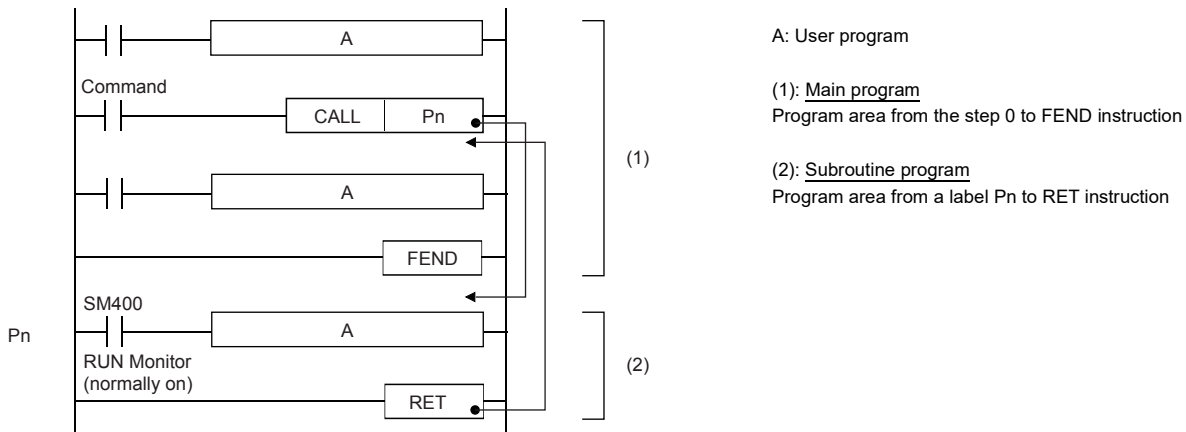 A
Command
CALL Pn
A
FEND
(1)
SM400
Pn
A
RUN Monitor
(normally on)
RET
(2)
A: User program
(1): Main program
Program area from the step 0 to FEND instruction
(2): Subroutine program
Program area from a label Pn to RET instruction